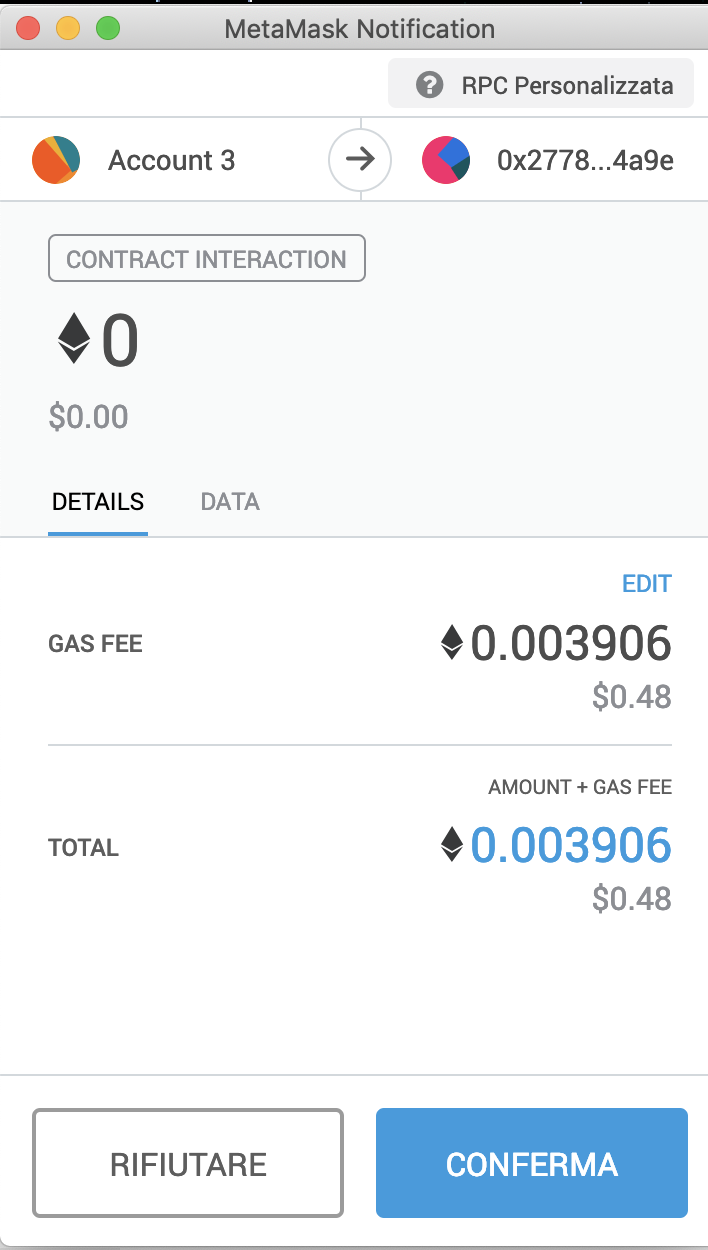 MetaMask Notification
? RPC Personalizzata
Account 3
0x2778...4a9e
CONTRACT INTERACTION
0
$0.00
DETAILS
DATA
EDIT
GAS FEE
0.003906
$0.48
AMOUNT + GAS FEE
TOTAL
0.003906
$0.48
RIFIUTARE
CONFERMA